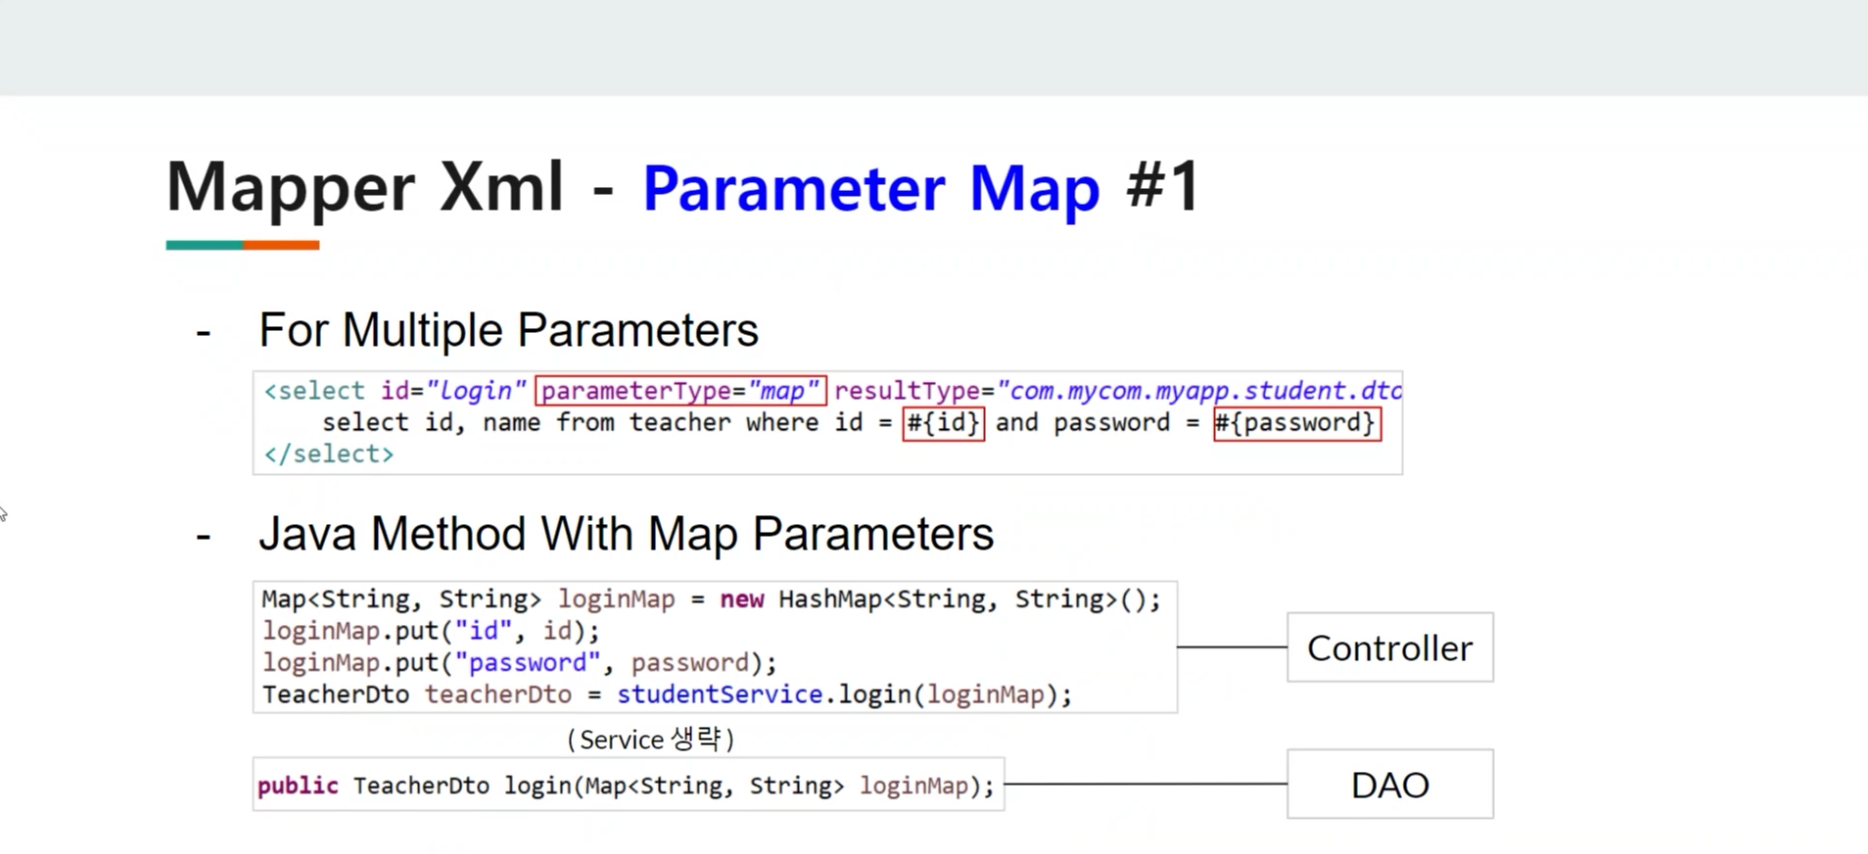 Mapper Xml - Parameter Map #1
- For Multiple Parameters
<select id="login" parameterType="map" resultType="com.mycom.myapp.student.dto
select id, name from teacher where id = #{id} and password = #{password}
</select>
- Java Method With Map Parameters
Map<String, String> loginMap = new HashMap<String, String>();
loginMap.put("id", id);
loginMap.put("password", password);
TeacherDto teacherDto = studentService.login(loginMap);
Controller
(Service 생략)
public TeacherDto login(Map<String, String> loginMap);
DAO